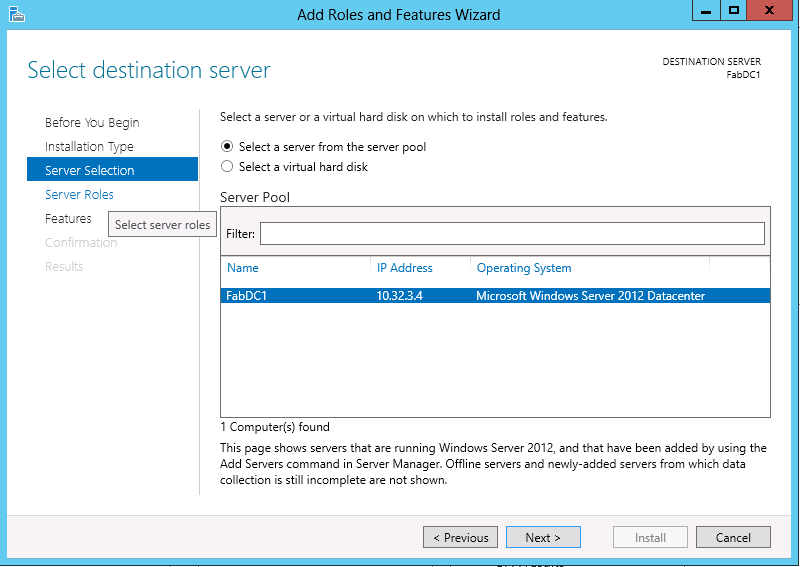 Add Roles and Features Wizard
Select destination server
DESTINATION SERVER
FabDC1
Before You Begin
Installation Type
Server Selection
Server Roles
Features
Select server roles
Confirmation
Results
Select a server or a virtual hard disk on which to install roles and features.
Select a server from the server pool
Select a virtual hard disk
Server Pool
Filter:
Name IP Address Operating System
FabDC1 10.32.3.4 Microsoft Windows Server 2012 Datacenter
1 Computer(s) found
This page shows servers that are running Windows Server 2012, and that have been added by using the
Add Servers command in Server Manager. Offline servers and newly-added servers from which data
collection is still incomplete are not shown.
< Previous Next > Install Cancel